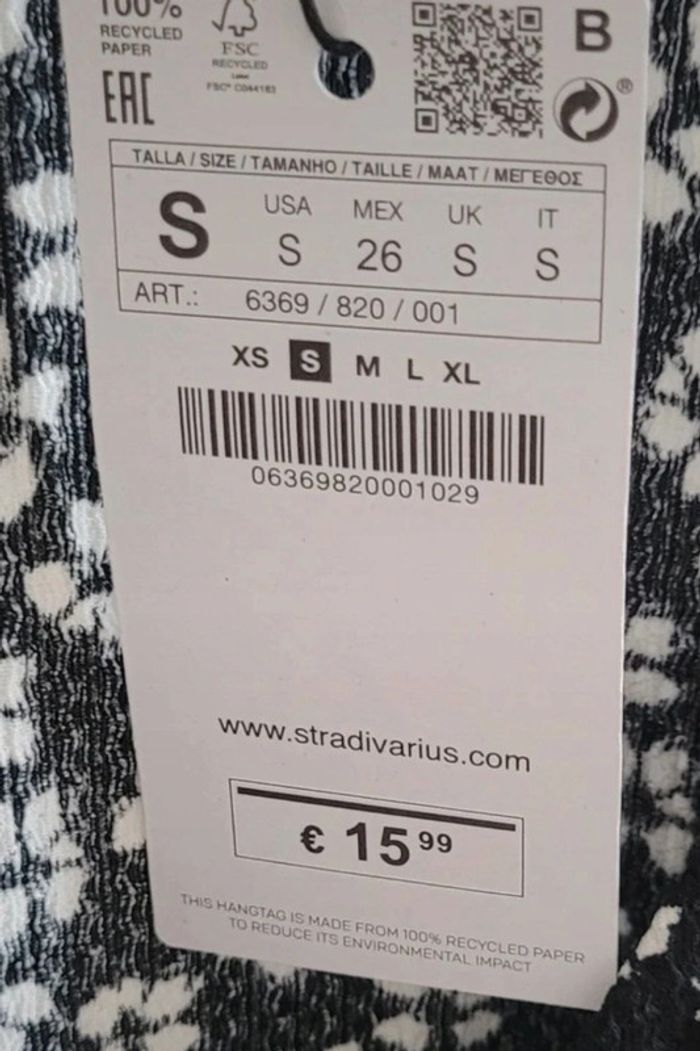 100%
RECYCLED
PAPER
FSC
RECYCLED
FSC® C044163
EAC
B
®
TALLA / SIZE / TAMANHO / TAILLE / MAAT / ΜΕΓΕΘΟΣ
S
USA MEX UK IT
S 26 S S
ART.: 6369 / 820 / 001
XS S M L XL
06369820001029
www.stradivarius.com
€ 15 99
THIS HANGTAG IS MADE FROM 100% RECYCLED PAPER
TO REDUCE ITS ENVIRONMENTAL IMPACT